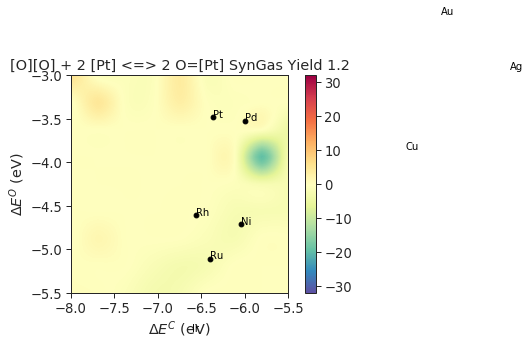 Au
Ag
Cu
[O][O] + 2 [Pt] <=> 2 O=[Pt] SynGas Yield 1.2
−3.0
−3.5
−4.0
−4.5
−5.0
−5.5
ΔE^O (eV)
Pt
Pd
Rh
Ni
Ru
−8.0 −7.5 −7.0 −6.5 −6.0 −5.5
ΔE^C (eV)
Ir
30
20
10
0
−10
−20
−30